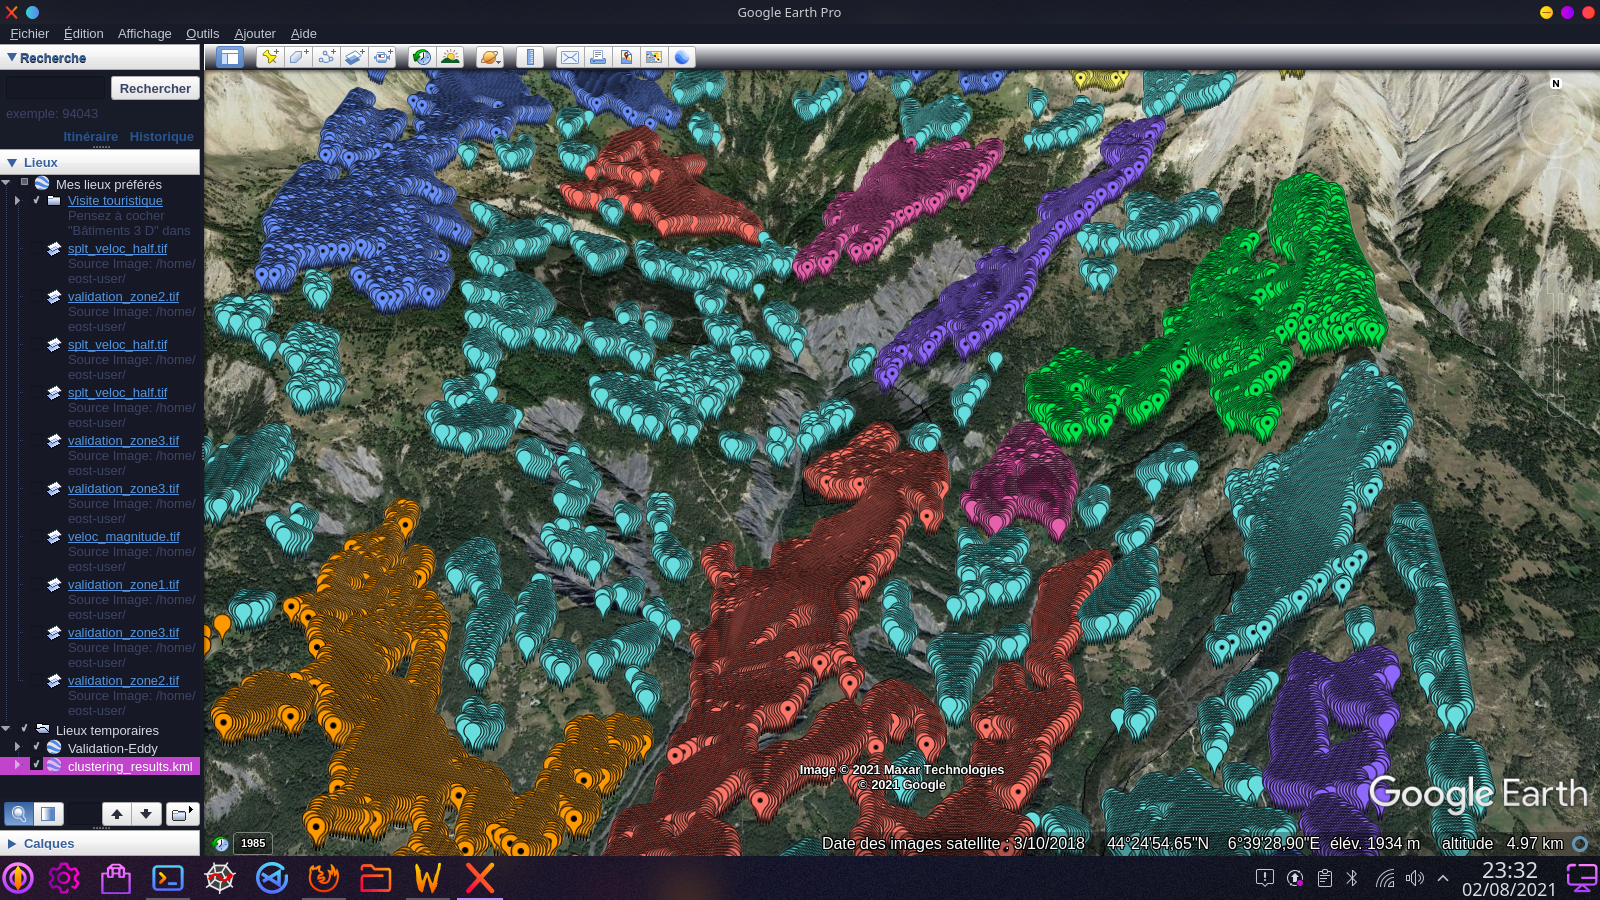 Google Earth Pro
Fichier Édition Affichage Outils Ajouter Aide
Recherche
Rechercher
exemple: 94043
Itinéraire Historique
Lieux
Mes lieux préférés
Visite touristique
Pensez à cocher
"Bâtiments 3 D" dans
splt_veloc_half.tif
Source Image: /home/
eost-user/
validation_zone2.tif
Source Image: /home/
eost-user/
splt_veloc_half.tif
Source Image: /home/
eost-user/
splt_veloc_half.tif
Source Image: /home/
eost-user/
validation_zone3.tif
Source Image: /home/
eost-user/
validation_zone3.tif
Source Image: /home/
eost-user/
veloc_magnitude.tif
Source Image: /home/
eost-user/
validation_zone1.tif
Source Image: /home/
eost-user/
validation_zone3.tif
Source Image: /home/
eost-user/
validation_zone2.tif
Source Image: /home/
eost-user/
Lieux temporaires
Validation-Eddy
clustering_results.kml
Calques
N
Image © 2021 Maxar Technologies
© 2021 Google
Google Earth
1985
Date des images satellite : 3/10/2018 44°24'54,65"N 6°39'28,90"E élév. 1934 m altitude 4.97 km
23:32
02/08/2021